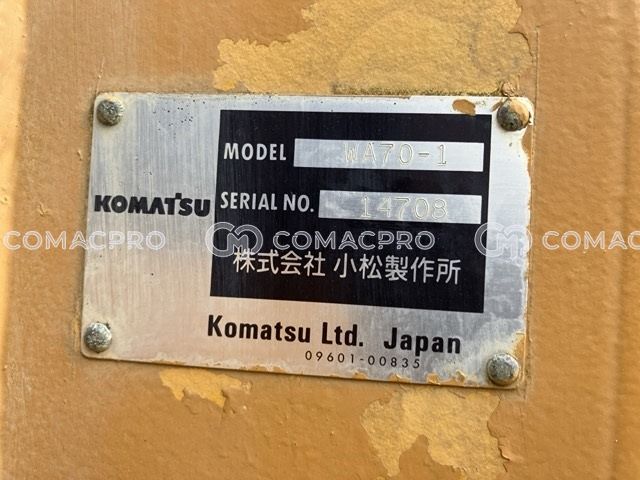 MODEL WA70-1
KOMATSU
SERIAL NO. 14708
COMACPRO COMACPRO COMACPRO
株式会社 小松製作所
Komatsu Ltd. Japan
09601-00835